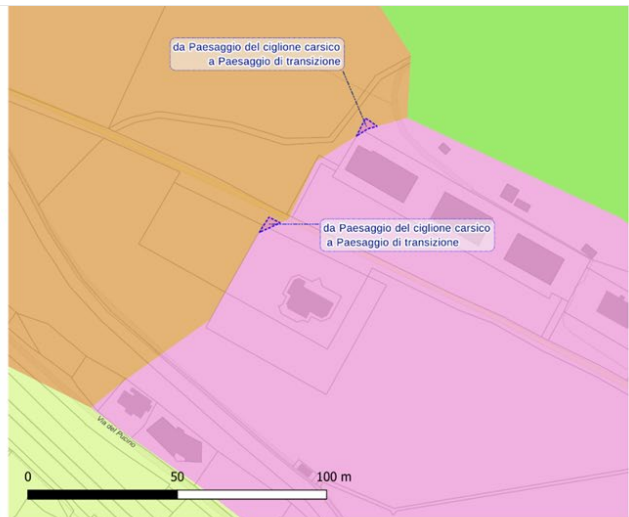 da Paesaggio del ciglione carsico
a Paesaggio di transizione
da Paesaggio del ciglione carsico
a Paesaggio di transizione
Via del Pucino
0 50 100 m